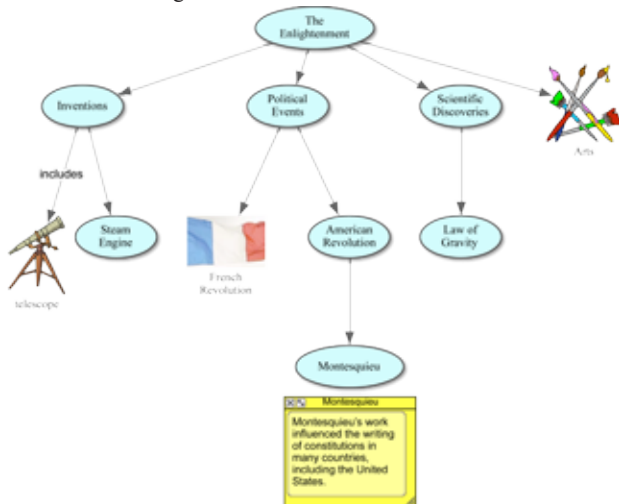 The
Enlightenment
Inventions
Political
Events
Scientific
Discoveries
Arts
includes
telescope
Steam
Engine
French
Revolution
American
Revolution
Law of
Gravity
Montesquieu
Montesquieu
Montesquieu's work
influenced the writing
of constitutions in
many countries,
including the United
States.